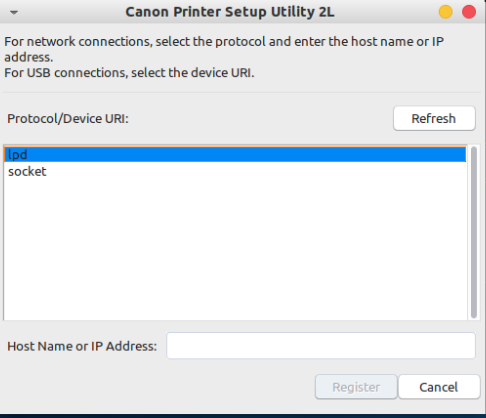 Canon Printer Setup Utility 2L
For network connections, select the protocol and enter the host name or IP
address.
For USB connections, select the device URI.
Protocol/Device URI:
Refresh
lpd
socket
Host Name or IP Address:
Register
Cancel